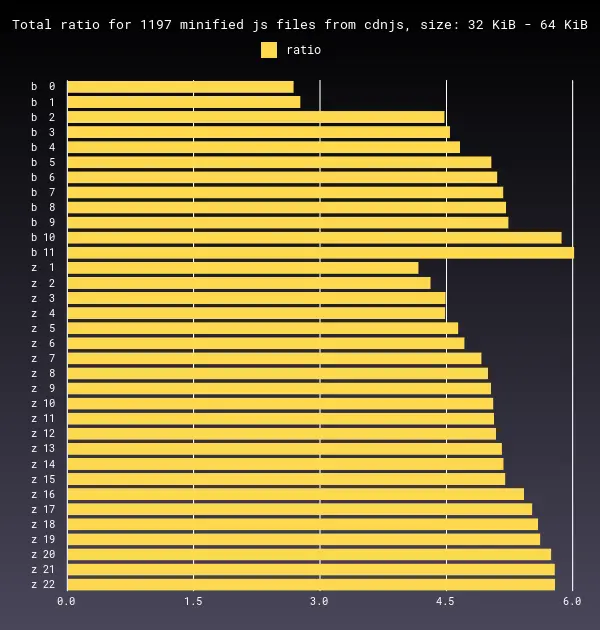 Total ratio for 1197 minified js files from cdnjs, size: 32 KiB - 64 KiB
ratio
b 0
b 1
b 2
b 3
b 4
b 5
b 6
b 7
b 8
b 9
b 10
b 11
z 1
z 2
z 3
z 4
z 5
z 6
z 7
z 8
z 9
z 10
z 11
z 12
z 13
z 14
z 15
z 16
z 17
z 18
z 19
z 20
z 21
z 22
0.0 1.5 3.0 4.5 6.0